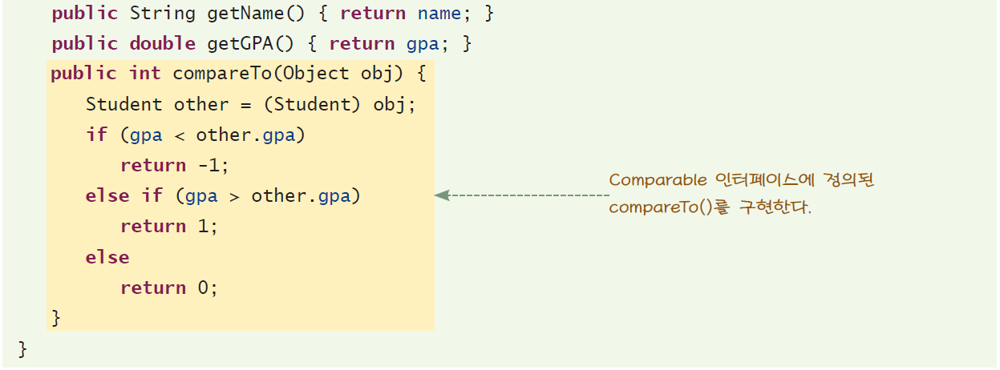 public String getName() { return name; }
public double getGPA() { return gpa; }
public int compareTo(Object obj) {
Student other = (Student) obj;
if (gpa < other.gpa)
return -1;
else if (gpa > other.gpa)
return 1;
else
return 0;
}
}
Comparable 인터페이스에 정의된
compareTo()를 구현한다.